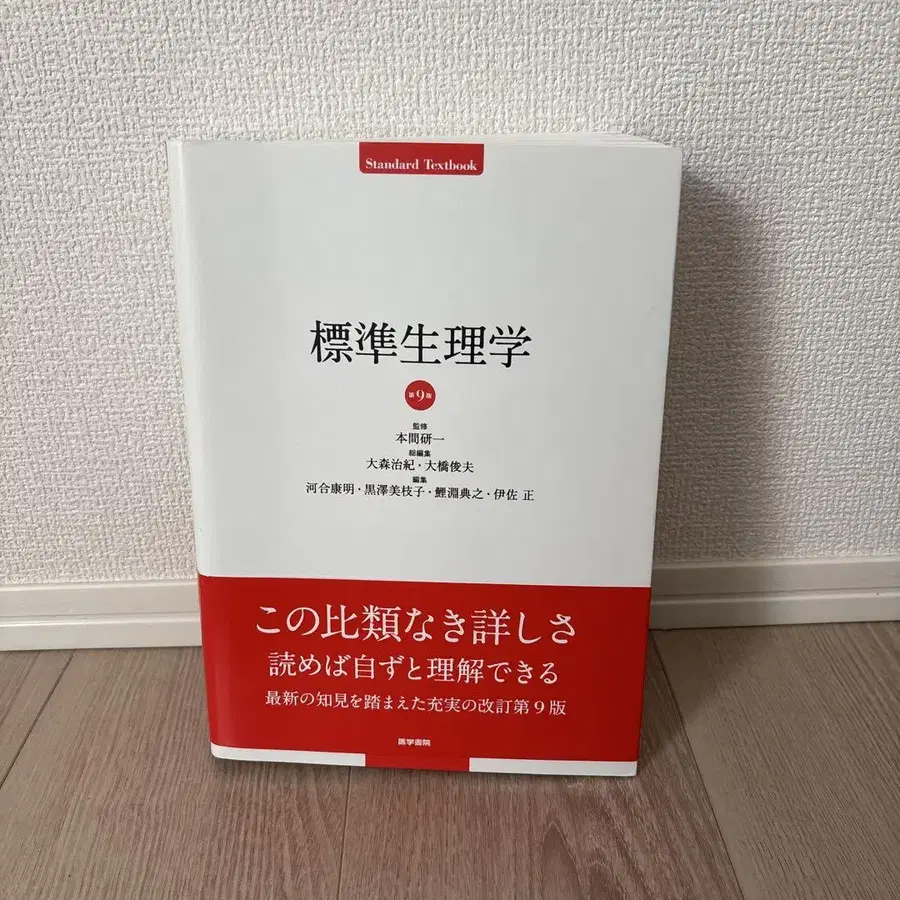 Standard Textbook
標準生理学
第9版
監修
本間研一
総編集
大森治紀・大橋俊夫
編集
河合康明・黒澤美枝子・鯉淵典之・伊佐 正
この比類なき詳しさ
読めば自ずと理解できる
最新の知見を踏まえた充実の改訂第9版
医学書院